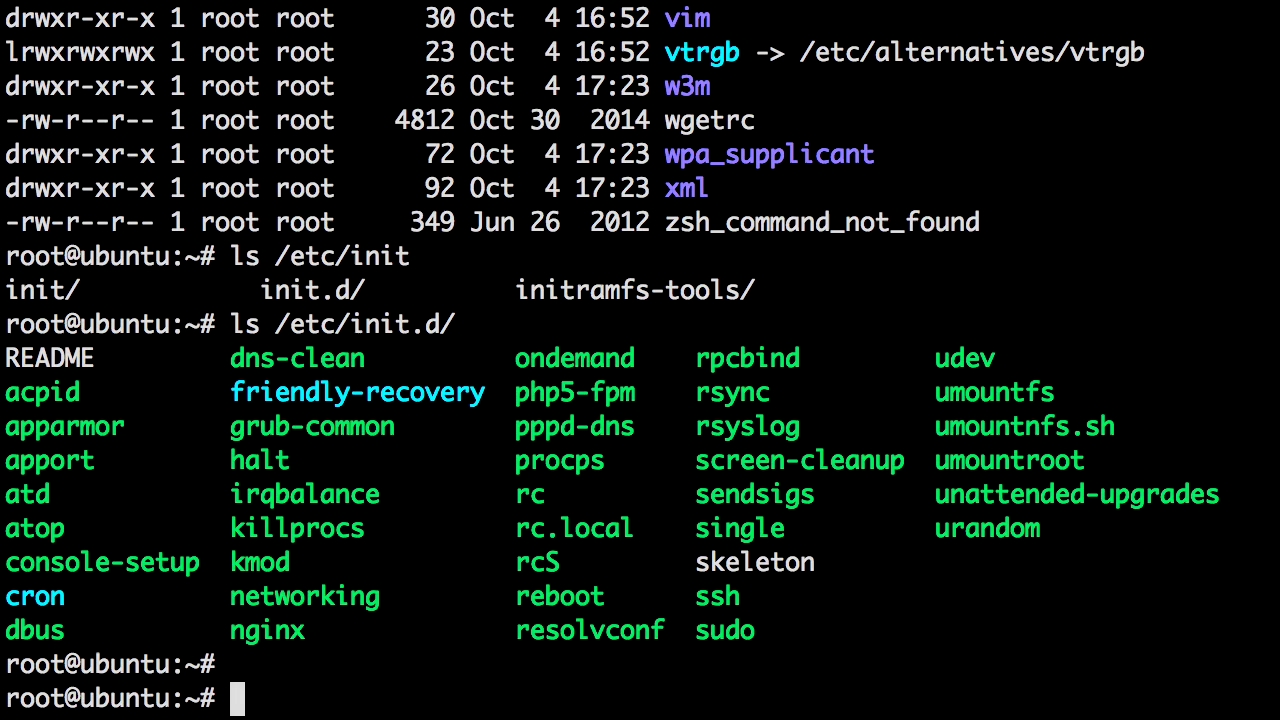 drwxr-xr-x 1 root root      30 Oct  4 16:52 vim
lrwxrwxrwx 1 root root      23 Oct  4 16:52 vtrgb -> /etc/alternatives/vtrgb
drwxr-xr-x 1 root root      26 Oct  4 17:23 w3m
-rw-r--r-- 1 root root    4812 Oct 30  2014 wgetrc
drwxr-xr-x 1 root root      72 Oct  4 17:23 wpa_supplicant
drwxr-xr-x 1 root root      92 Oct  4 17:23 xml
-rw-r--r-- 1 root root     349 Jun 26  2012 zsh_command_not_found
root@ubuntu:~# ls /etc/init
init/            init.d/          initramfs-tools/
root@ubuntu:~# ls /etc/init.d/
README         dns-clean          ondemand    rpcbind         udev
acpid          friendly-recovery  php5-fpm    rsync           umountfs
apparmor       grub-common        pppd-dns    rsyslog         umountnfs.sh
apport         halt               procps      screen-cleanup  umountroot
atd            irqbalance         rc          sendsigs        unattended-upgrades
atop           killprocs          rc.local    single          urandom
console-setup  kmod               rcS         skeleton
cron           networking         reboot      ssh
dbus           nginx              resolvconf  sudo
root@ubuntu:~#
root@ubuntu:~#